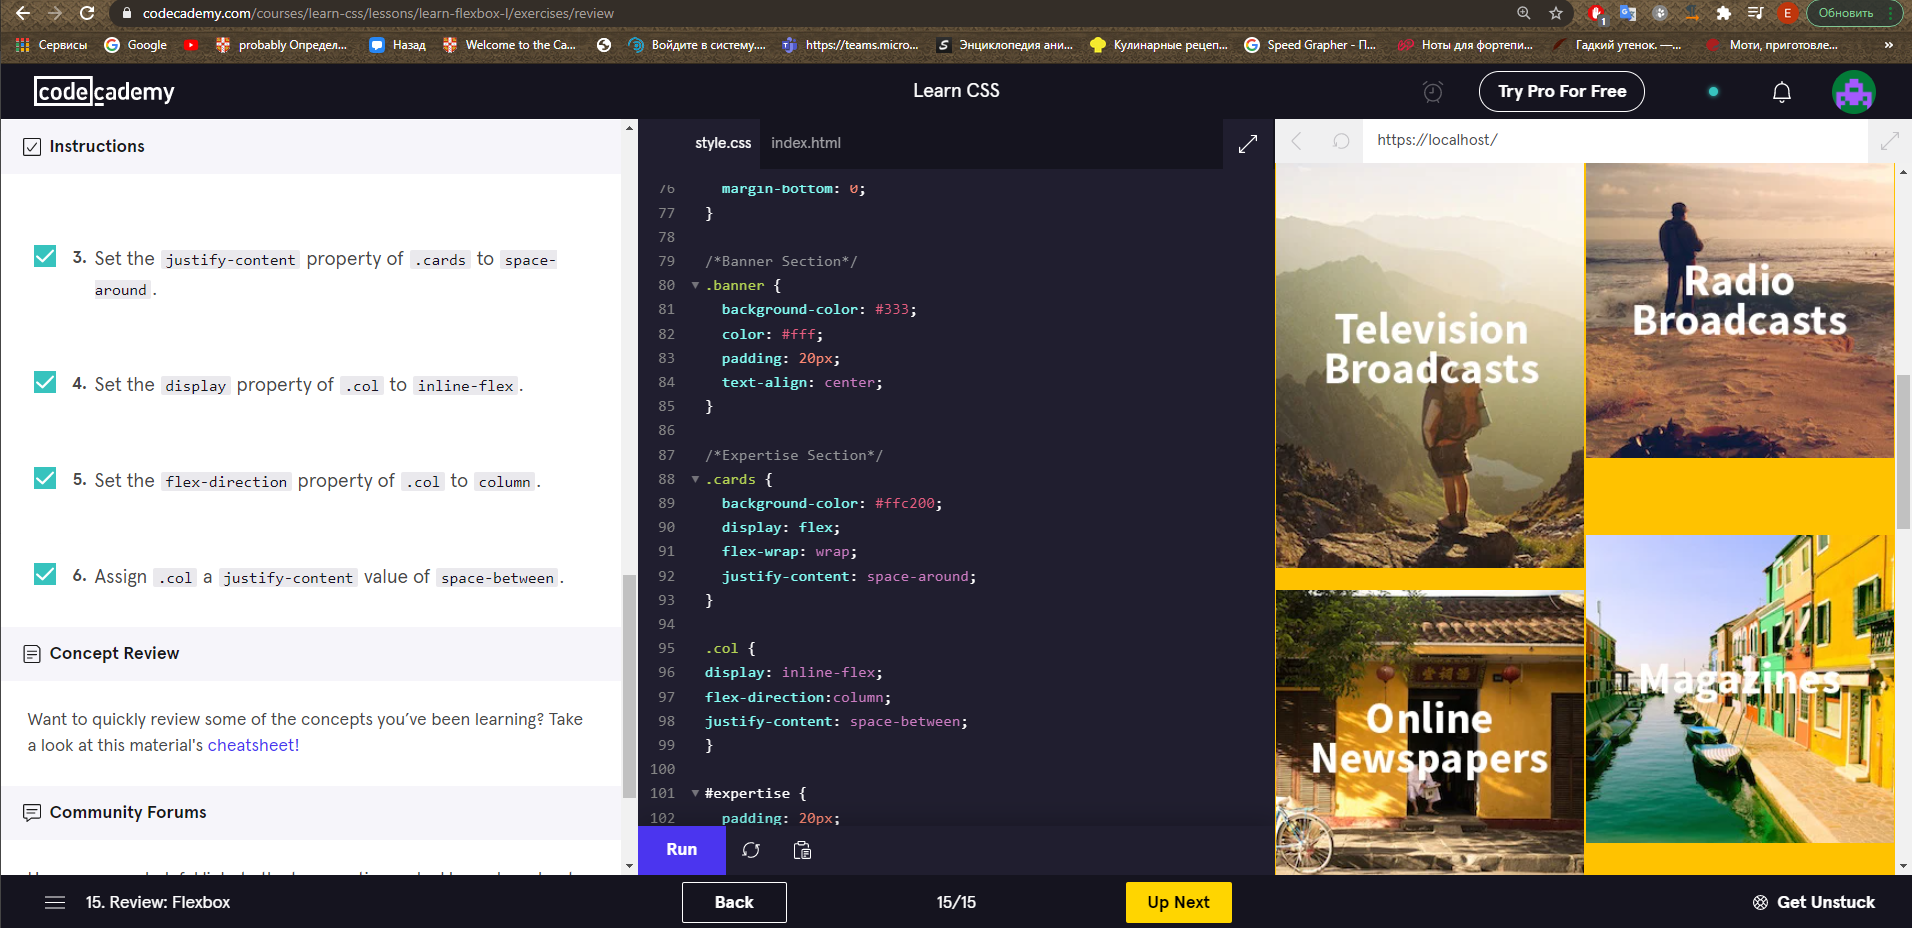 codecademy.com/courses/learn-css/lessons/learn-flexbox-l/exercises/review
1
E
Обновить
Сервисы
Google
probably Определ...
Назад
Welcome to the Ca...
Войдите в систему....
https://teams.micro...
Энциклопедия ани...
Кулинарные рецеп...
Speed Grapher - П...
Ноты для фортепи...
Гадкий утенок. —...
Моти, приготовле...
»
codecademy
Learn CSS
Try Pro For Free
Instructions
3. Set the justify-content property of .cards to space-
around .
4. Set the display property of .col to inline-flex .
5. Set the flex-direction property of .col to column .
6. Assign .col a justify-content value of space-between .
Concept Review
Want to quickly review some of the concepts you’ve been learning? Take
a look at this material's cheatsheet!
Community Forums
style.css
index.html
76 margin-bottom: 0;
77 }
78
79 /*Banner Section*/
80 .banner {
81 background-color: #333;
82 color: #fff;
83 padding: 20px;
84 text-align: center;
85 }
86
87 /*Expertise Section*/
88 .cards {
89 background-color: #ffc200;
90 display: flex;
91 flex-wrap: wrap;
92 justify-content: space-around;
93 }
94
95 .col {
96 display: inline-flex;
97 flex-direction:column;
98 justify-content: space-between;
99 }
100
101 #expertise {
102 padding: 20px;
Run
https://localhost/
Television
Broadcasts
Radio
Broadcasts
Online
Newspapers
Magazines
15. Review: Flexbox
Back
15/15
Up Next
Get Unstuck